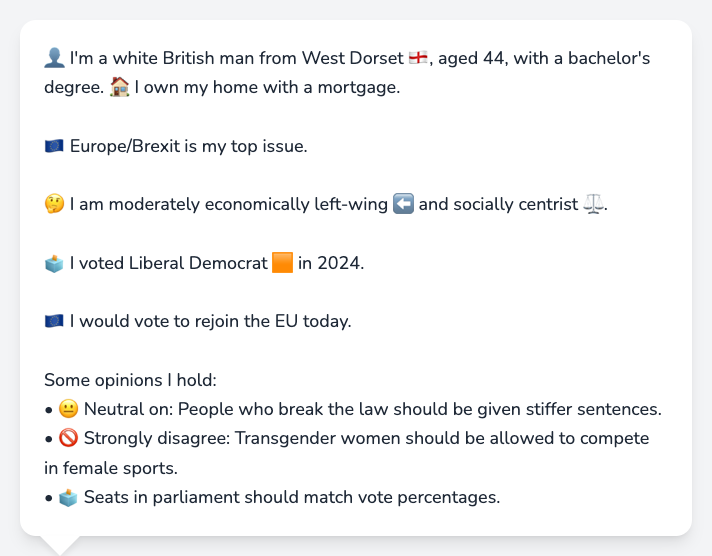 👤 I'm a white British man from West Dorset 🏴󠁧󠁢󠁥󠁮󠁧󠁿, aged 44, with a bachelor's
degree. 🏠 I own my home with a mortgage.
🇪🇺 Europe/Brexit is my top issue.
🤔 I am moderately economically left-wing ⬅️ and socially centrist ⚖️.
🗳️ I voted Liberal Democrat 🟧 in 2024.
🇪🇺 I would vote to rejoin the EU today.
Some opinions I hold:
• 😐 Neutral on: People who break the law should be given stiffer sentences.
• 🚫 Strongly disagree: Transgender women should be allowed to compete
in female sports.
• 🗳️ Seats in parliament should match vote percentages.